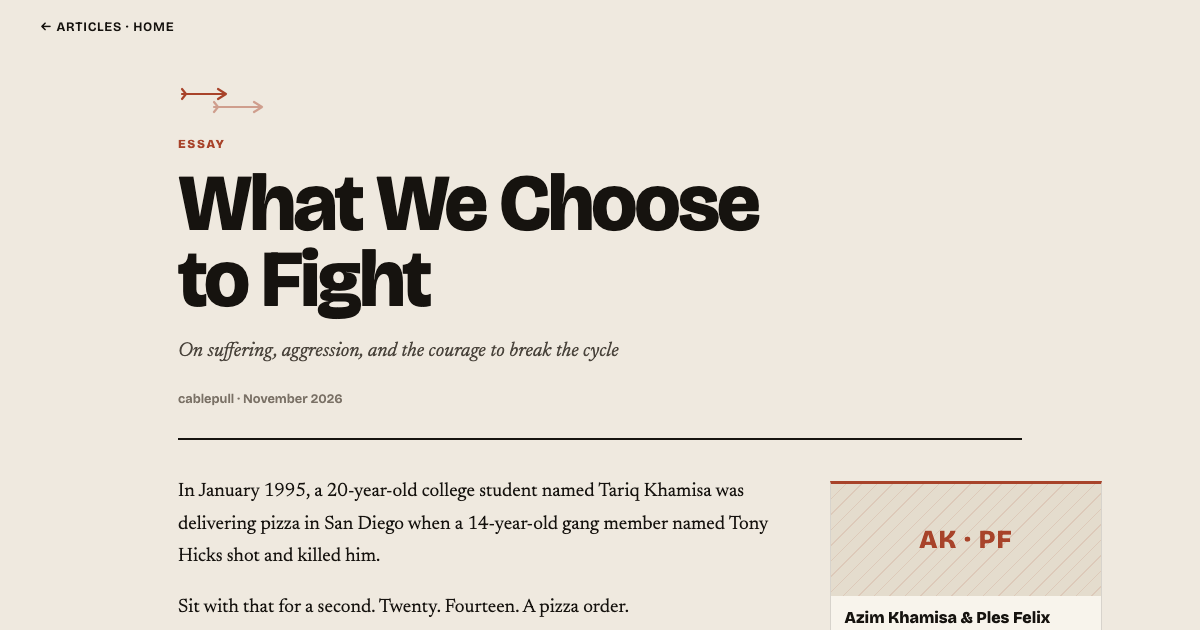 ← ARTICLES · HOME
ESSAY
What We Choose
to Fight
On suffering, aggression, and the courage to break the cycle
cablepull · November 2026
In January 1995, a 20-year-old college student named Tariq Khamisa was
delivering pizza in San Diego when a 14-year-old gang member named Tony
Hicks shot and killed him.
Sit with that for a second. Twenty. Fourteen. A pizza order.
AK · PF
Azim Khamisa & Ples Felix